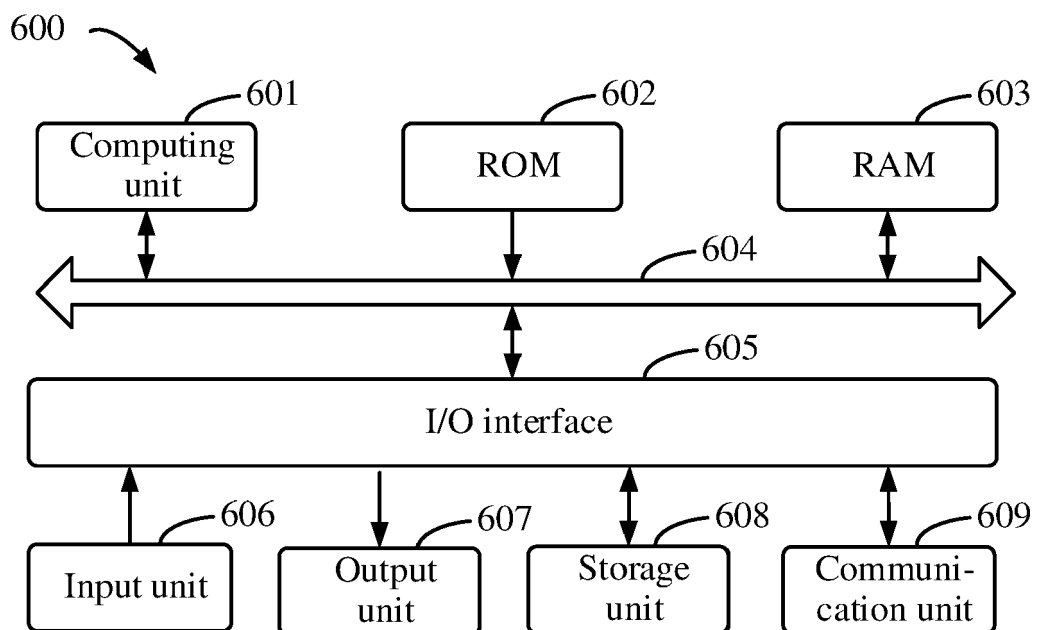 600
601
602
603
Computing
unit
ROM
RAM
604
605
I/O interface
606
607
608
609
Input unit
Output
unit
Storage
unit
Communi-
cation unit